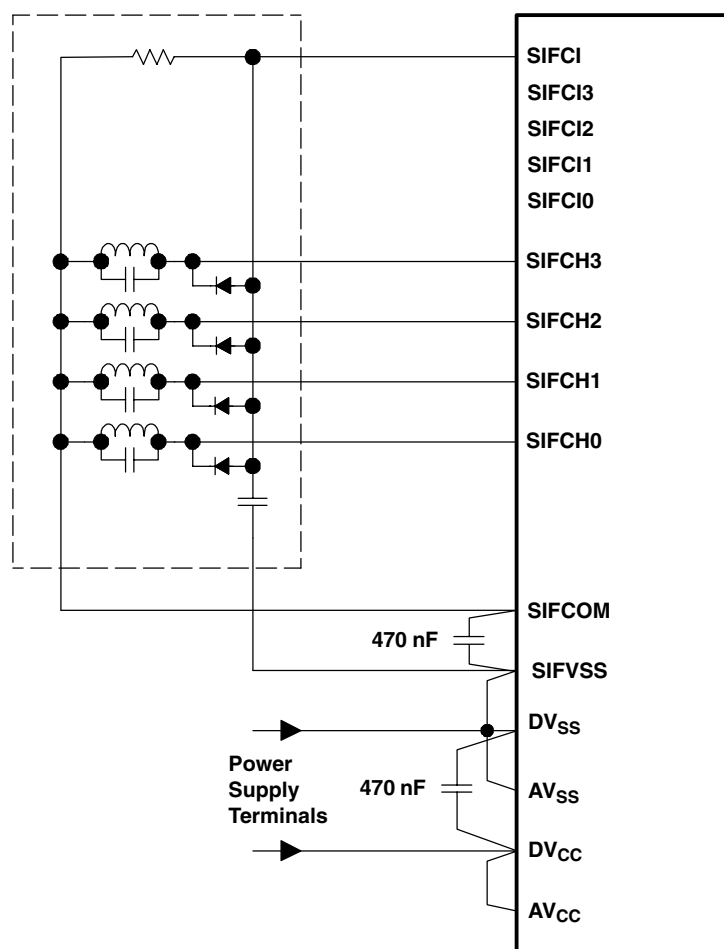 SIFCI
SIFCI3
SIFCI2
SIFCI1
SIFCI0
SIFCH3
SIFCH2
SIFCH1
SIFCH0
SIFCOM
470 nF
SIFVSS
DVSS
Power
Supply
Terminals
470 nF
AVSS
DVCC
AVCC